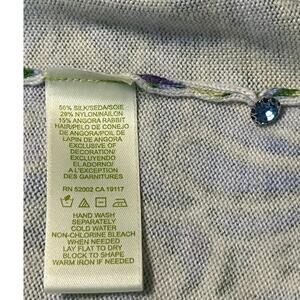 56% SILK/SEDA/SOIE
29% NYLON/NAILON
15% ANGORA RABBIT
HAIR/PELO DE CONEJO
DE ANGORA/POIL DE
LAPIN DE ANGORA
EXCLUSIVE OF
DECORATION/
EXCLUYENDO
EL ADORNO/
A L'EXCEPTION
DES GARNITURES
RN 52002 CA 19117
HAND WASH
SEPARATELY
COLD WATER
NON-CHLORINE BLEACH
WHEN NEEDED
LAY FLAT TO DRY
BLOCK TO SHAPE
WARM IRON IF NEEDED